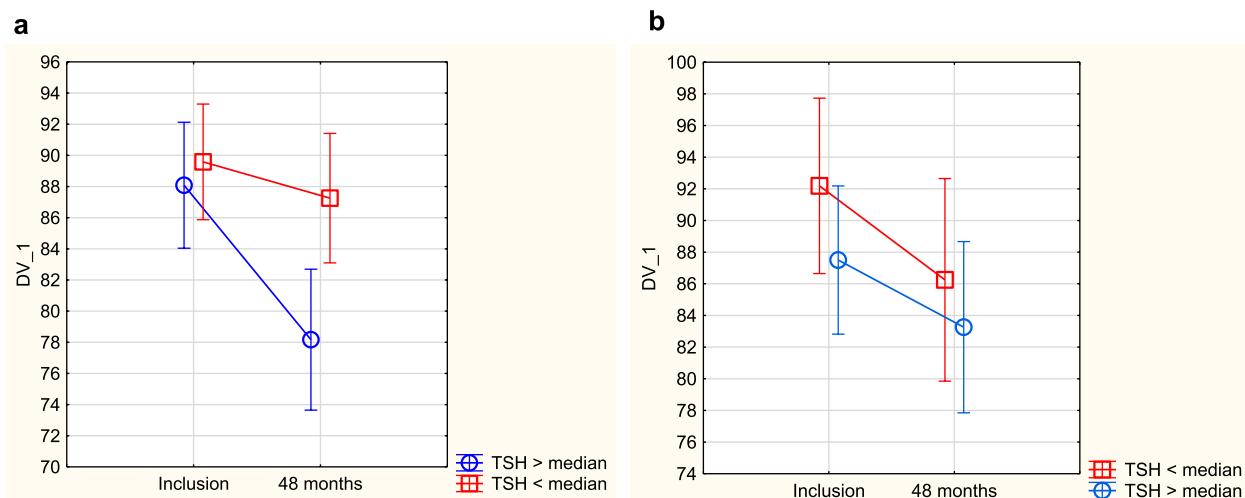 a
96
94
92
90
88
86
84
82
80
78
76
74
72
70
DV_1
Inclusion 48 months
TSH > median
TSH < median
b
100
98
96
94
92
90
88
86
84
82
80
78
76
74
DV_1
Inclusion 48 months
TSH < median
TSH > median